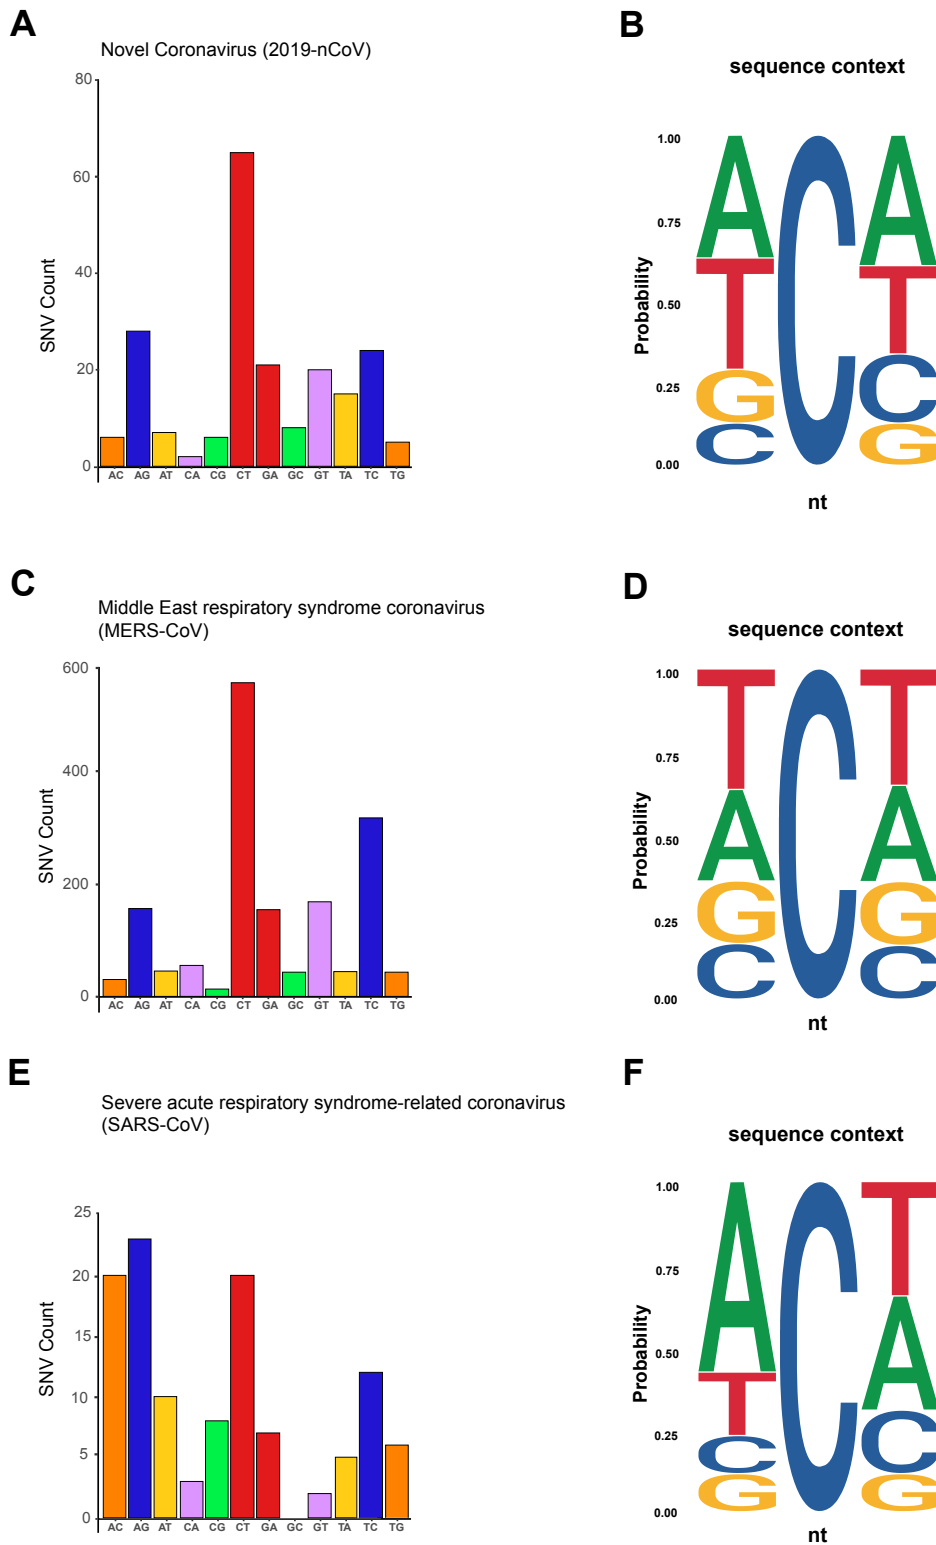 A
Novel Coronavirus (2019-nCoV)
80
60
40
20
0
SNV Count
AC AG AT CA CG CT GA GC GT TA TC TG
B
sequence context
1.00
0.75
0.50
0.25
0.00
Probability
A C A
T T
G C
C G
nt
C
Middle East respiratory syndrome coronavirus
(MERS-CoV)
600
400
200
0
SNV Count
AC AG AT CA CG CT GA GC GT TA TC TG
D
sequence context
1.00
0.75
0.50
0.25
0.00
Probability
T C T
A A
G G
C C
nt
E
Severe acute respiratory syndrome-related coronavirus
(SARS-CoV)
25
20
15
10
5
0
SNV Count
AC AG AT CA CG CT GA GC GT TA TC TG
F
sequence context
1.00
0.75
0.50
0.25
0.00
Probability
A C T
T A
C C
G G
nt